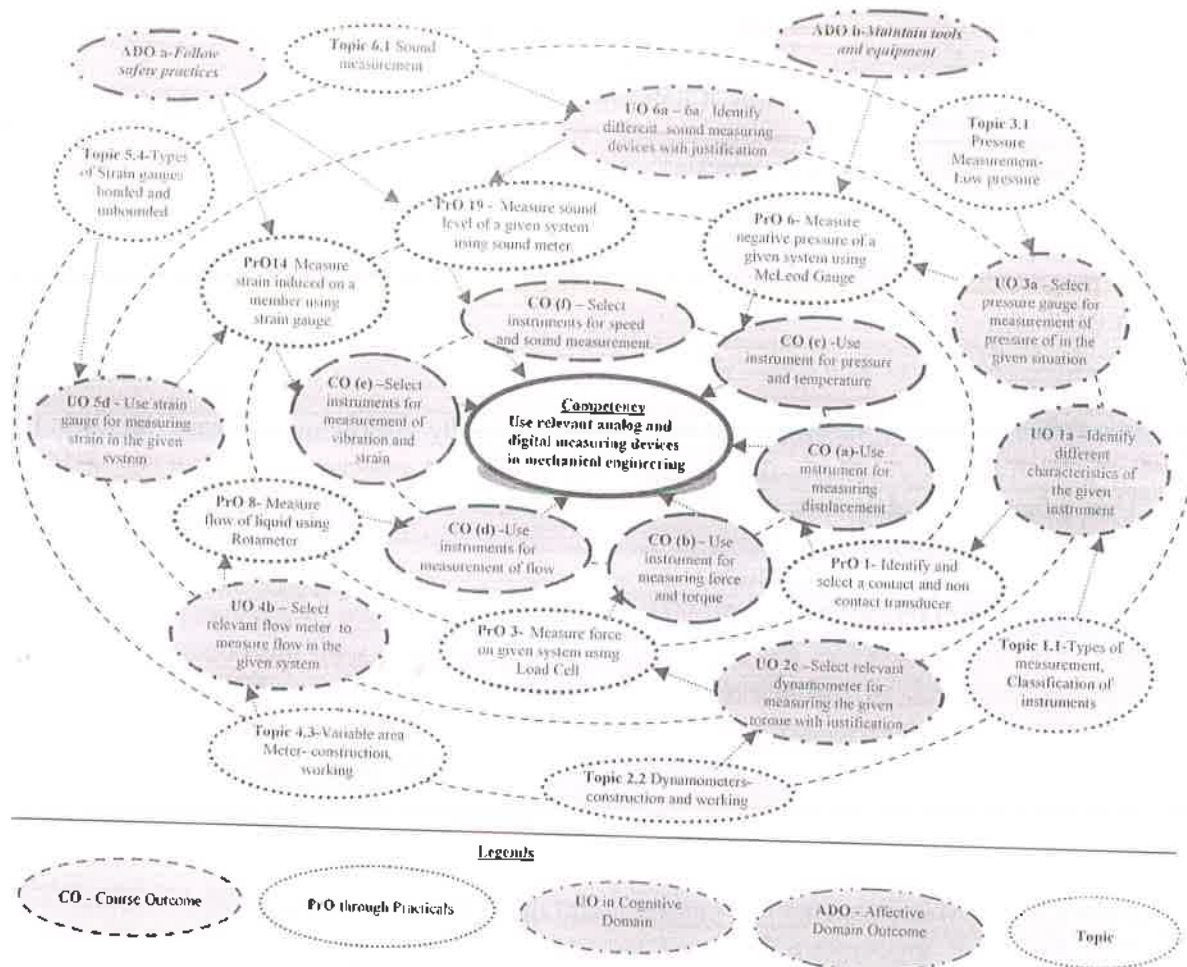 ADO a-Follow
safety practices
Topic 6.1 Sound
measurement
ADO b-Maintain tools
and equipment
UO 6a – 6a Identify
different sound measuring
devices with justification
Topic 3.1
Pressure
Measurement-
Low pressure
Topic 5.4-Types
of Strain gauges
bonded and
unbounded
PrO 19 - Measure sound
level of a given system
using sound meter.
PrO 6- Measure
negative pressure of a
given system using
McLeod Gauge
PrO14 Measure
strain induced on a
member using
strain gauge.
UO 3a - Select
pressure gauge for
measurement of
pressure of in the
given situation
CO (f) – Select
instruments for speed
and sound measurement.
CO (c) -Use
instrument for pressure
and temperature
UO 5d - Use strain
gauge for measuring
strain in the given
system
CO (e) –Select
instruments for
measurement of
vibration and
strain
Competency
Use relevant analog and
digital measuring devices
in mechanical engineering
CO (a)-Use
instrument for
measuring
displacement
UO 1a – Identify
different
characteristics of
the given
instrument
PrO 8- Measure
flow of liquid using
Rotameter
CO (d) -Use
instruments for
measurement of flow
CO (b) - Use
instrument for
measuring force
and torque
PrO 1- Identify and
select a contact and non
contact transducer
UO 4b – Select
relevant flow meter to
measure flow in the
given system
PrO 3- Measure force
on given system using
Load Cell
UO 2c –Select relevant
dynamometer for
measuring the given
torque with justification
Topic 1.1-Types of
measurement,
Classification of
instruments
Topic 4.3-Variable area
Meter- construction,
working
Topic 2.2 Dynamometers-
construction and working
Legends
CO - Course Outcome
PrO through Practicals
UO in Cognitive
Domain
ADO - Affective
Domain Outcome
Topic